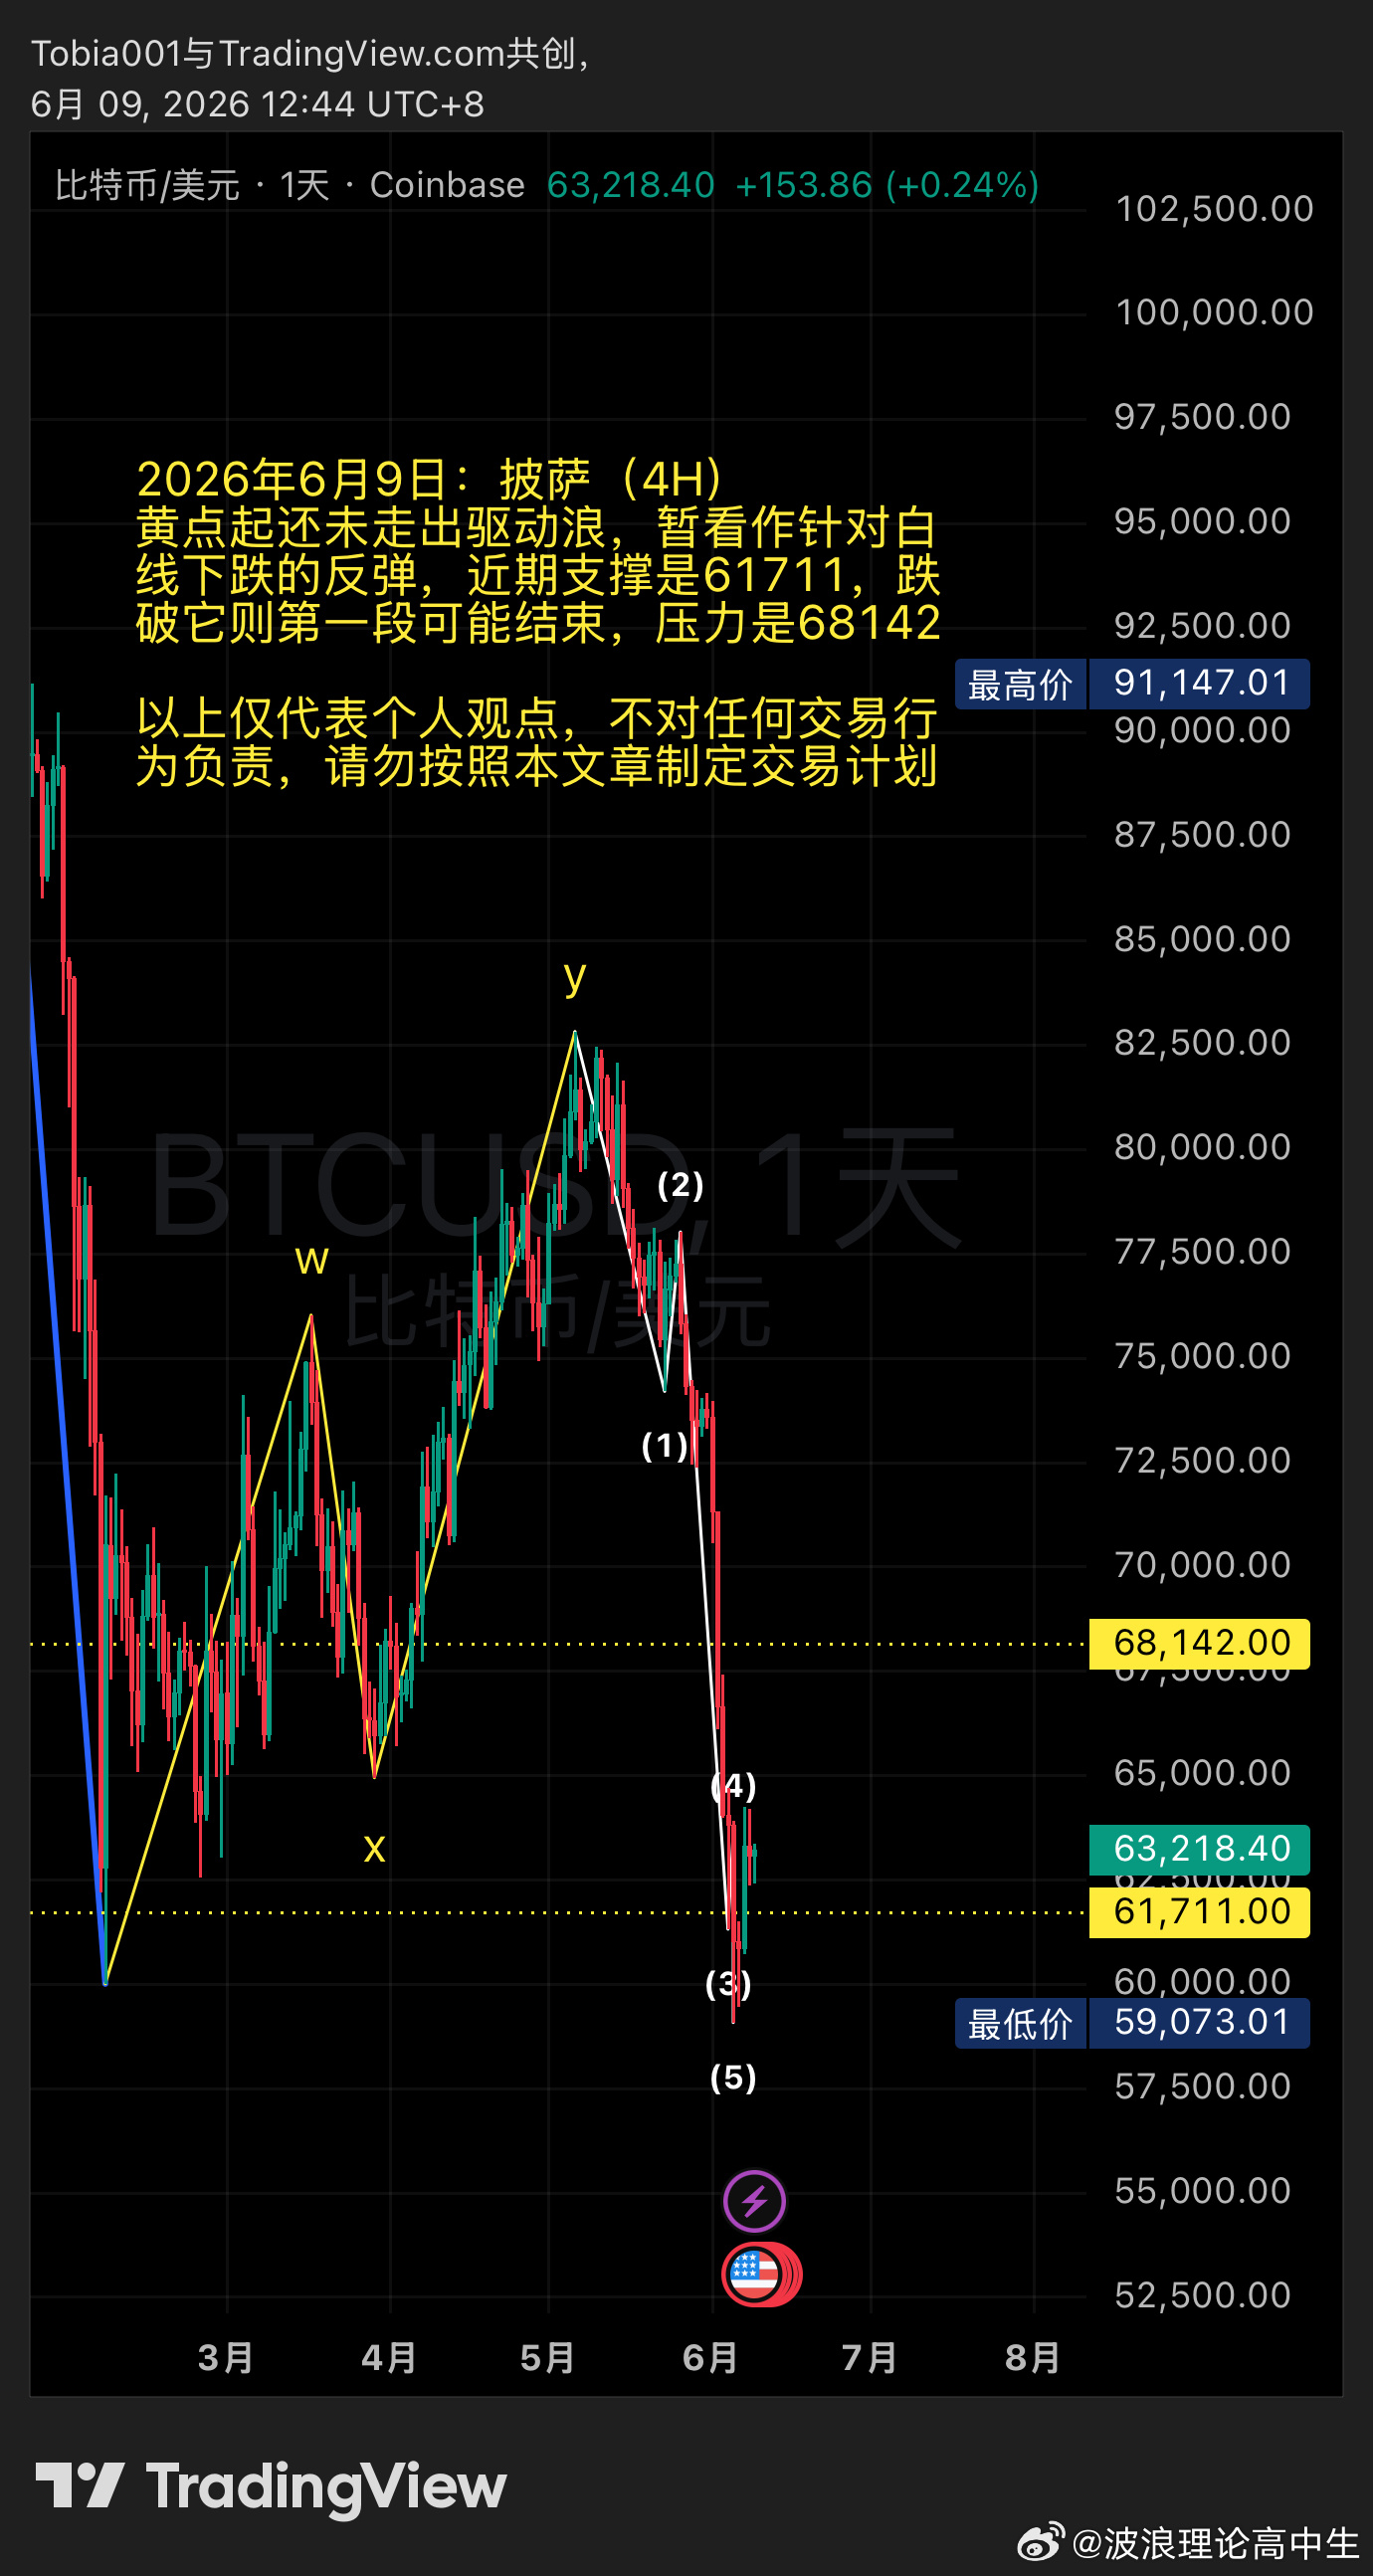 Tobia001与TradingView.com共创，
6月 09, 2026 12:44 UTC+8
比特币/美元 · 1天 · Coinbase 63,218.40 +153.86 (+0.24%)
102,500.00
100,000.00
97,500.00
2026年6月9日：披萨（4H）
黄点起还未走出驱动浪，暂看作针对白
线下跌的反弹，近期支撑是61711，跌
破它则第一段可能结束，压力是68142
以上仅代表个人观点，不对任何交易行
为负责，请勿按照本文章制定交易计划
95,000.00
92,500.00
最高价 91,147.01
90,000.00
87,500.00
85,000.00
y
82,500.00
BTCUSD, 1天
比特币/美元
80,000.00
(2)
w
77,500.00
75,000.00
(1)
72,500.00
70,000.00
68,142.00
67,500.00
(4)
65,000.00
x
63,218.40
62,500.00
61,711.00
(3)
60,000.00
最低价 59,073.01
(5)
57,500.00
55,000.00
52,500.00
3月 4月 5月 6月 7月 8月
TradingView
@波浪理论高中生